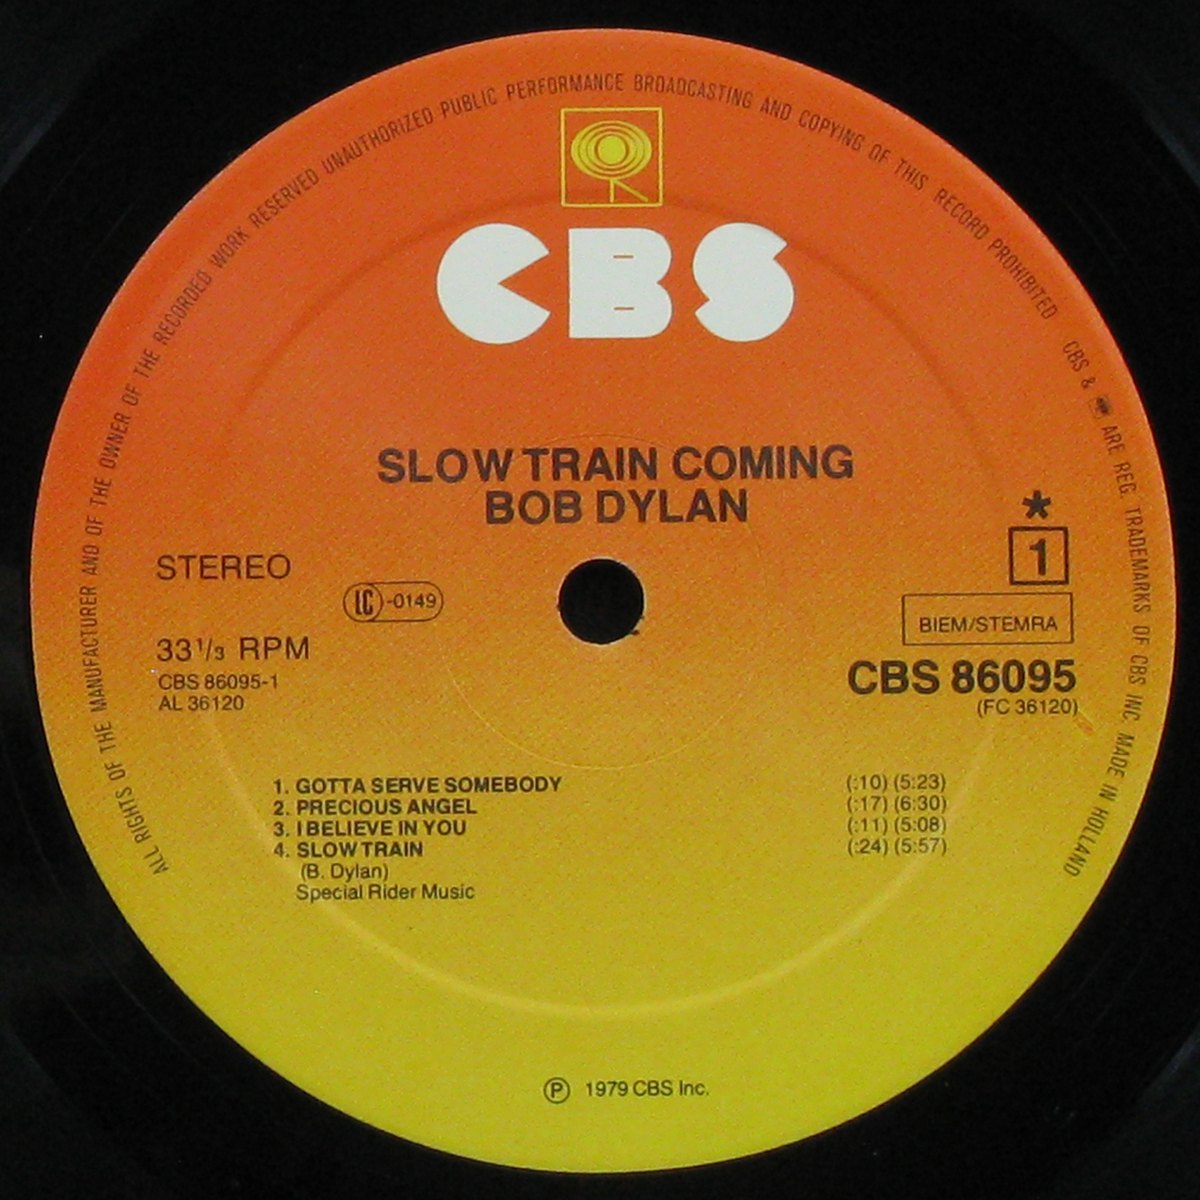 ALL RIGHTS OF THE MANUFACTURER AND OF THE OWNER OF THE RECORDED WORK RESERVED UNAUTHORIZED PUBLIC PERFORMANCE BROADCASTING AND COPYING OF THIS RECORD PROHIBITED CBS & ARE REG. TRADEMARKS OF CBS INC. MADE IN HOLLAND
CBS
SLOW TRAIN COMING
BOB DYLAN
STEREO
LC-0149
33 1/3 RPM
CBS 86095-1
AL 36120
*
1
BIEM/STEMRA
CBS 86095
(FC 36120)
1. GOTTA SERVE SOMEBODY (:10) (5:23)
2. PRECIOUS ANGEL (:17) (6:30)
3. I BELIEVE IN YOU (:11) (5:08)
4. SLOW TRAIN (:24) (5:57)
(B. Dylan)
Special Rider Music
Ⓟ 1979 CBS Inc.